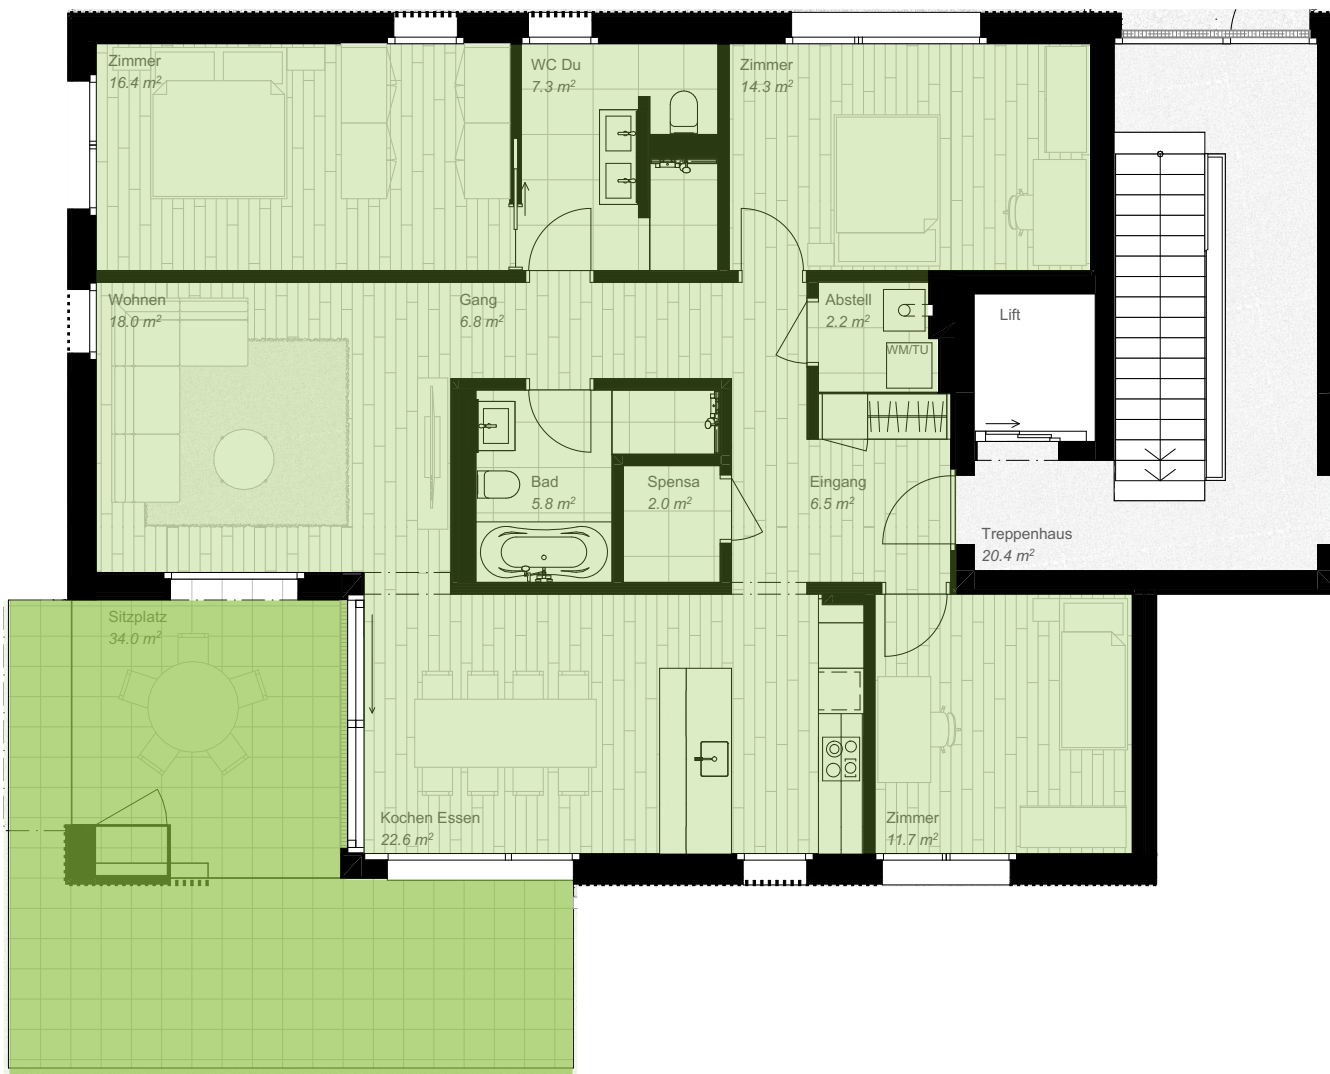 Zimmer
16.4 m²
WC Du
7.3 m²
Zimmer
14.3 m²
Wohnen
18.0 m²
Gang
6.8 m²
Abstell
2.2 m²
WM/TU
Lift
Bad
5.8 m²
Spensa
2.0 m²
Eingang
6.5 m²
Treppenhaus
20.4 m²
Sitzplatz
34.0 m²
Kochen Essen
22.6 m²
Zimmer
11.7 m²